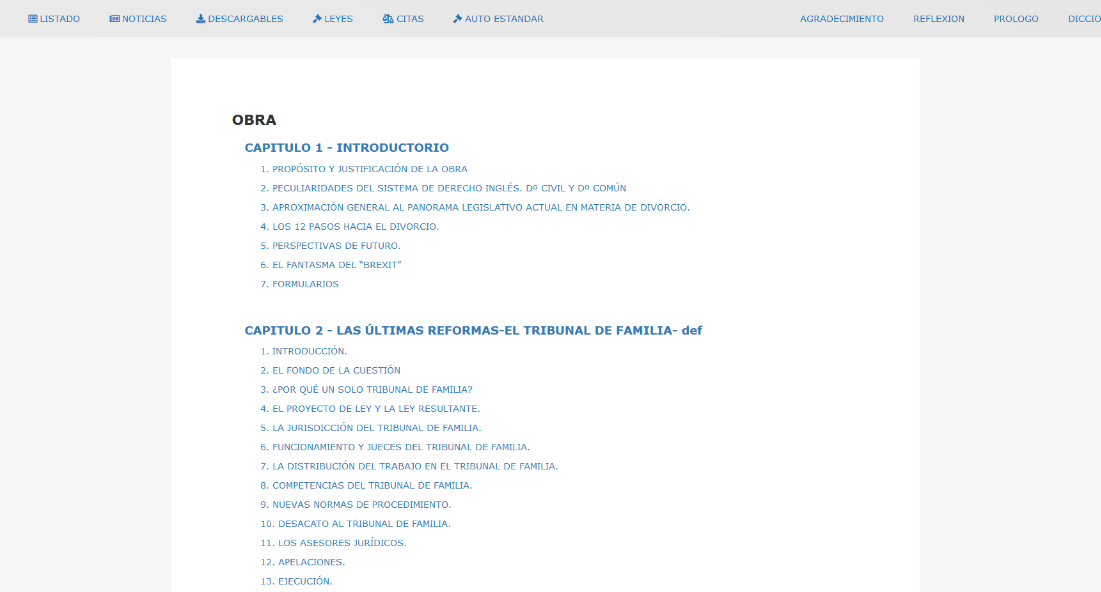 LISTADO NOTICIAS DESCARGABLES LEYES CITAS AUTO ESTANDAR AGRADECIMIENTO REFLEXION PROLOGO DICCIO
OBRA
CAPITULO 1 - INTRODUCTORIO
1. PROPÓSITO Y JUSTIFICACIÓN DE LA OBRA
2. PECULIARIDADES DEL SISTEMA DE DERECHO INGLÉS. Dº CIVIL Y Dº COMÚN
3. APROXIMACIÓN GENERAL AL PANORAMA LEGISLATIVO ACTUAL EN MATERIA DE DIVORCIO.
4. LOS 12 PASOS HACIA EL DIVORCIO.
5. PERSPECTIVAS DE FUTURO.
6. EL FANTASMA DEL “BREXIT”
7. FORMULARIOS
CAPITULO 2 - LAS ÚLTIMAS REFORMAS-EL TRIBUNAL DE FAMILIA- def
1. INTRODUCCIÓN.
2. EL FONDO DE LA CUESTIÓN
3. ¿POR QUÉ UN SOLO TRIBUNAL DE FAMILIA?
4. EL PROYECTO DE LEY Y LA LEY RESULTANTE.
5. LA JURISDICCIÓN DEL TRIBUNAL DE FAMILIA.
6. FUNCIONAMIENTO Y JUECES DEL TRIBUNAL DE FAMILIA.
7. LA DISTRIBUCIÓN DEL TRABAJO EN EL TRIBUNAL DE FAMILIA.
8. COMPETENCIAS DEL TRIBUNAL DE FAMILIA.
9. NUEVAS NORMAS DE PROCEDIMIENTO.
10. DESACATO AL TRIBUNAL DE FAMILIA.
11. LOS ASESORES JURÍDICOS.
12. APELACIONES.
13. EJECUCIÓN.